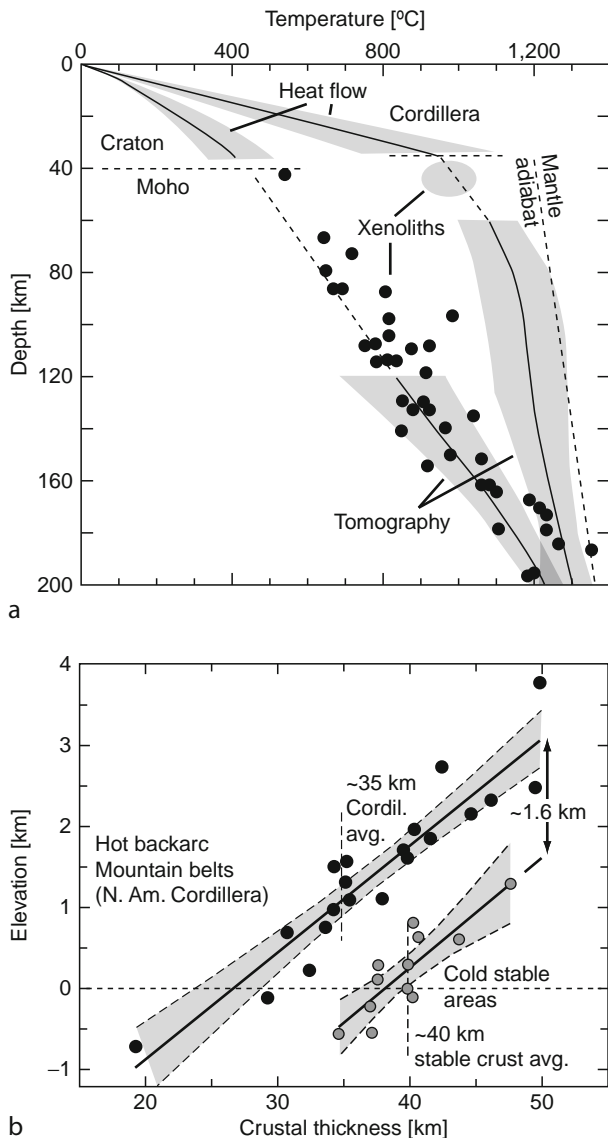 a
Temperature [ºC]
0 400 800 1,200
Depth [km]
0
40
80
120
160
200
Heat flow
Cordillera
Craton
Moho
Mantle
adiabat
Xenoliths
Tomography
b
Elevation [km]
4
3
2
1
0
−1
~35 km
Cordil.
avg.
~1.6 km
Hot backarc
Mountain belts
(N. Am. Cordillera)
Cold stable
areas
~40 km
stable crust avg.
20 30 40 50
Crustal thickness [km]